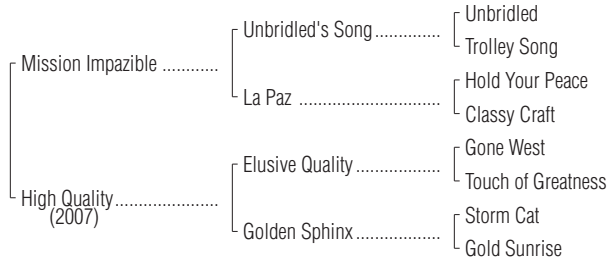 Unbridled
Unbridled's Song..............
Trolley Song
Mission Impazible ............
Hold Your Peace
La Paz ...............................
Classy Craft
Gone West
Elusive Quality ..................
Touch of Greatness
High Quality......................
(2007)
Storm Cat
Golden Sphinx ..................
Gold Sunrise